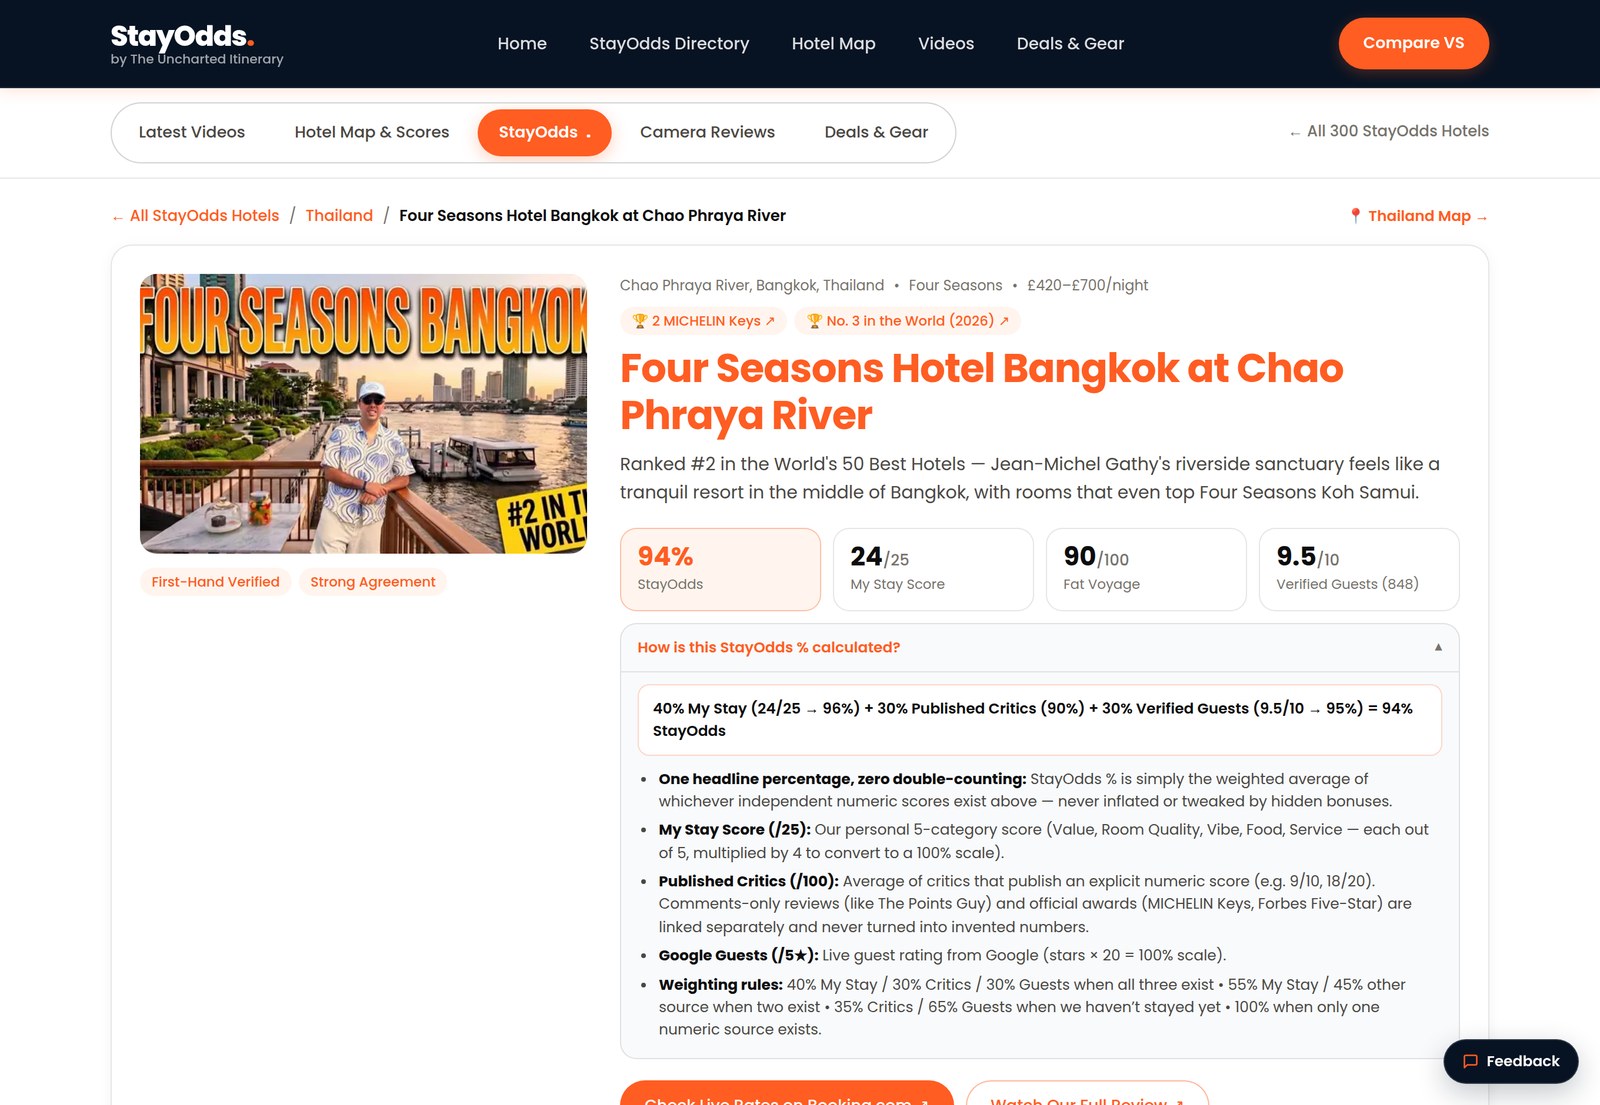 StayOdds.
by The Uncharted Itinerary
Home
StayOdds Directory
Hotel Map
Videos
Deals & Gear
Compare VS
Latest Videos
Hotel Map & Scores
StayOdds .
Camera Reviews
Deals & Gear
← All 300 StayOdds Hotels
← All StayOdds Hotels / Thailand / Four Seasons Hotel Bangkok at Chao Phraya River
📍 Thailand Map →
FOUR SEASONS BANGKOK
#2 IN T
WORL
First-Hand Verified
Strong Agreement
Chao Phraya River, Bangkok, Thailand • Four Seasons • £420–£700/night
🏆 2 MICHELIN Keys ↗
🏆 No. 3 in the World (2026) ↗
Four Seasons Hotel Bangkok at Chao
Phraya River
Ranked #2 in the World's 50 Best Hotels — Jean-Michel Gathy's riverside sanctuary feels like a
tranquil resort in the middle of Bangkok, with rooms that even top Four Seasons Koh Samui.
94%
StayOdds
24/25
My Stay Score
90/100
Fat Voyage
9.5/10
Verified Guests (848)
How is this StayOdds % calculated? ▲
40% My Stay (24/25 → 96%) + 30% Published Critics (90%) + 30% Verified Guests (9.5/10 → 95%) = 94%
StayOdds
• One headline percentage, zero double-counting: StayOdds % is simply the weighted average of
whichever independent numeric scores exist above — never inflated or tweaked by hidden bonuses.
• My Stay Score (/25): Our personal 5-category score (Value, Room Quality, Vibe, Food, Service — each out
of 5, multiplied by 4 to convert to a 100% scale).
• Published Critics (/100): Average of critics that publish an explicit numeric score (e.g. 9/10, 18/20).
Comments-only reviews (like The Points Guy) and official awards (MICHELIN Keys, Forbes Five-Star) are
linked separately and never turned into invented numbers.
• Google Guests (/5★): Live guest rating from Google (stars × 20 = 100% scale).
• Weighting rules: 40% My Stay / 30% Critics / 30% Guests when all three exist • 55% My Stay / 45% other
source when two exist • 35% Critics / 65% Guests when we haven’t stayed yet • 100% when only one
numeric source exists.
Check Live Rates on Booking.com ↗
Watch Our Full Review ↗
Feedback